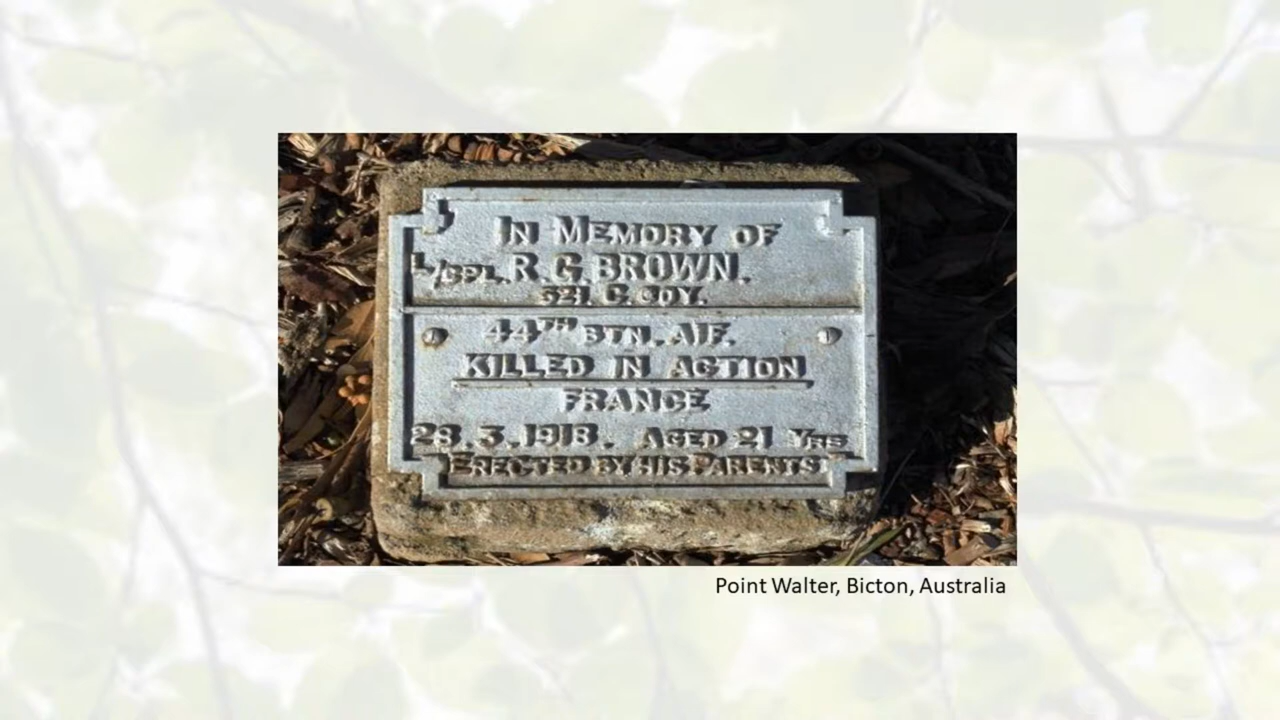 IN MEMORY OF
L/CPL. R. G. BROWN.
521. C. COY.
44TH BTN. AIF.
KILLED IN ACTION
FRANCE
28.3.1918. AGED 21 YRS
"ERECTED BY HIS PARENTS"
Point Walter, Bicton, Australia